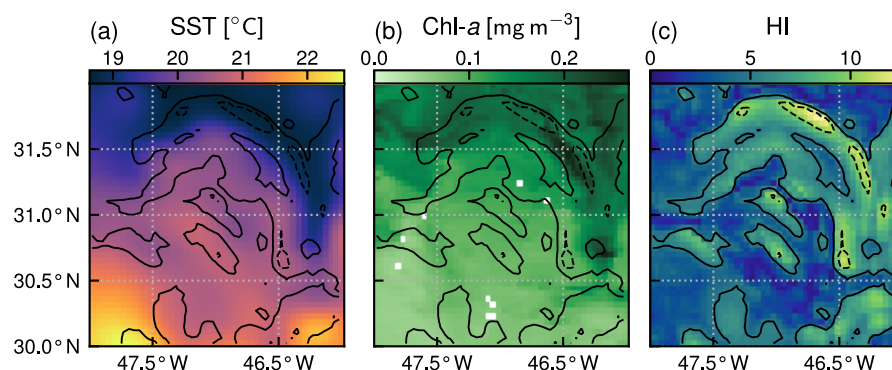 (a) SST [°C] (b) Chl-a [mg m⁻³] (c) HI
19 20 21 22 0.0 0.1 0.2 0 5 10
31.5°N
31.0°N
30.5°N
30.0°N
47.5°W 46.5°W 47.5°W 46.5°W 47.5°W 46.5°W